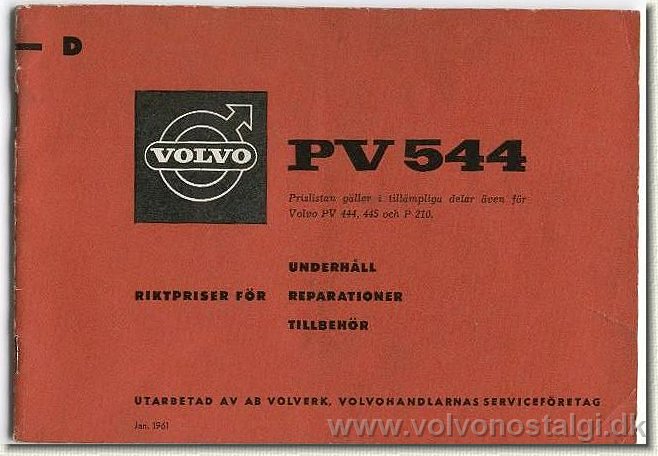 D
VOLVO
PV 544
Prislistan gäller i tillämpliga delar även för
Volvo PV 444, 445 och P 210.
UNDERHÅLL
RIKTPRISER FÖR REPARATIONER
TILLBEHÖR
UTARBETAD AV AB VOLVERK, VOLVOHANDLARNAS SERVICEFÖRETAG
Jan. 1961
www.volvonostalgi.dk